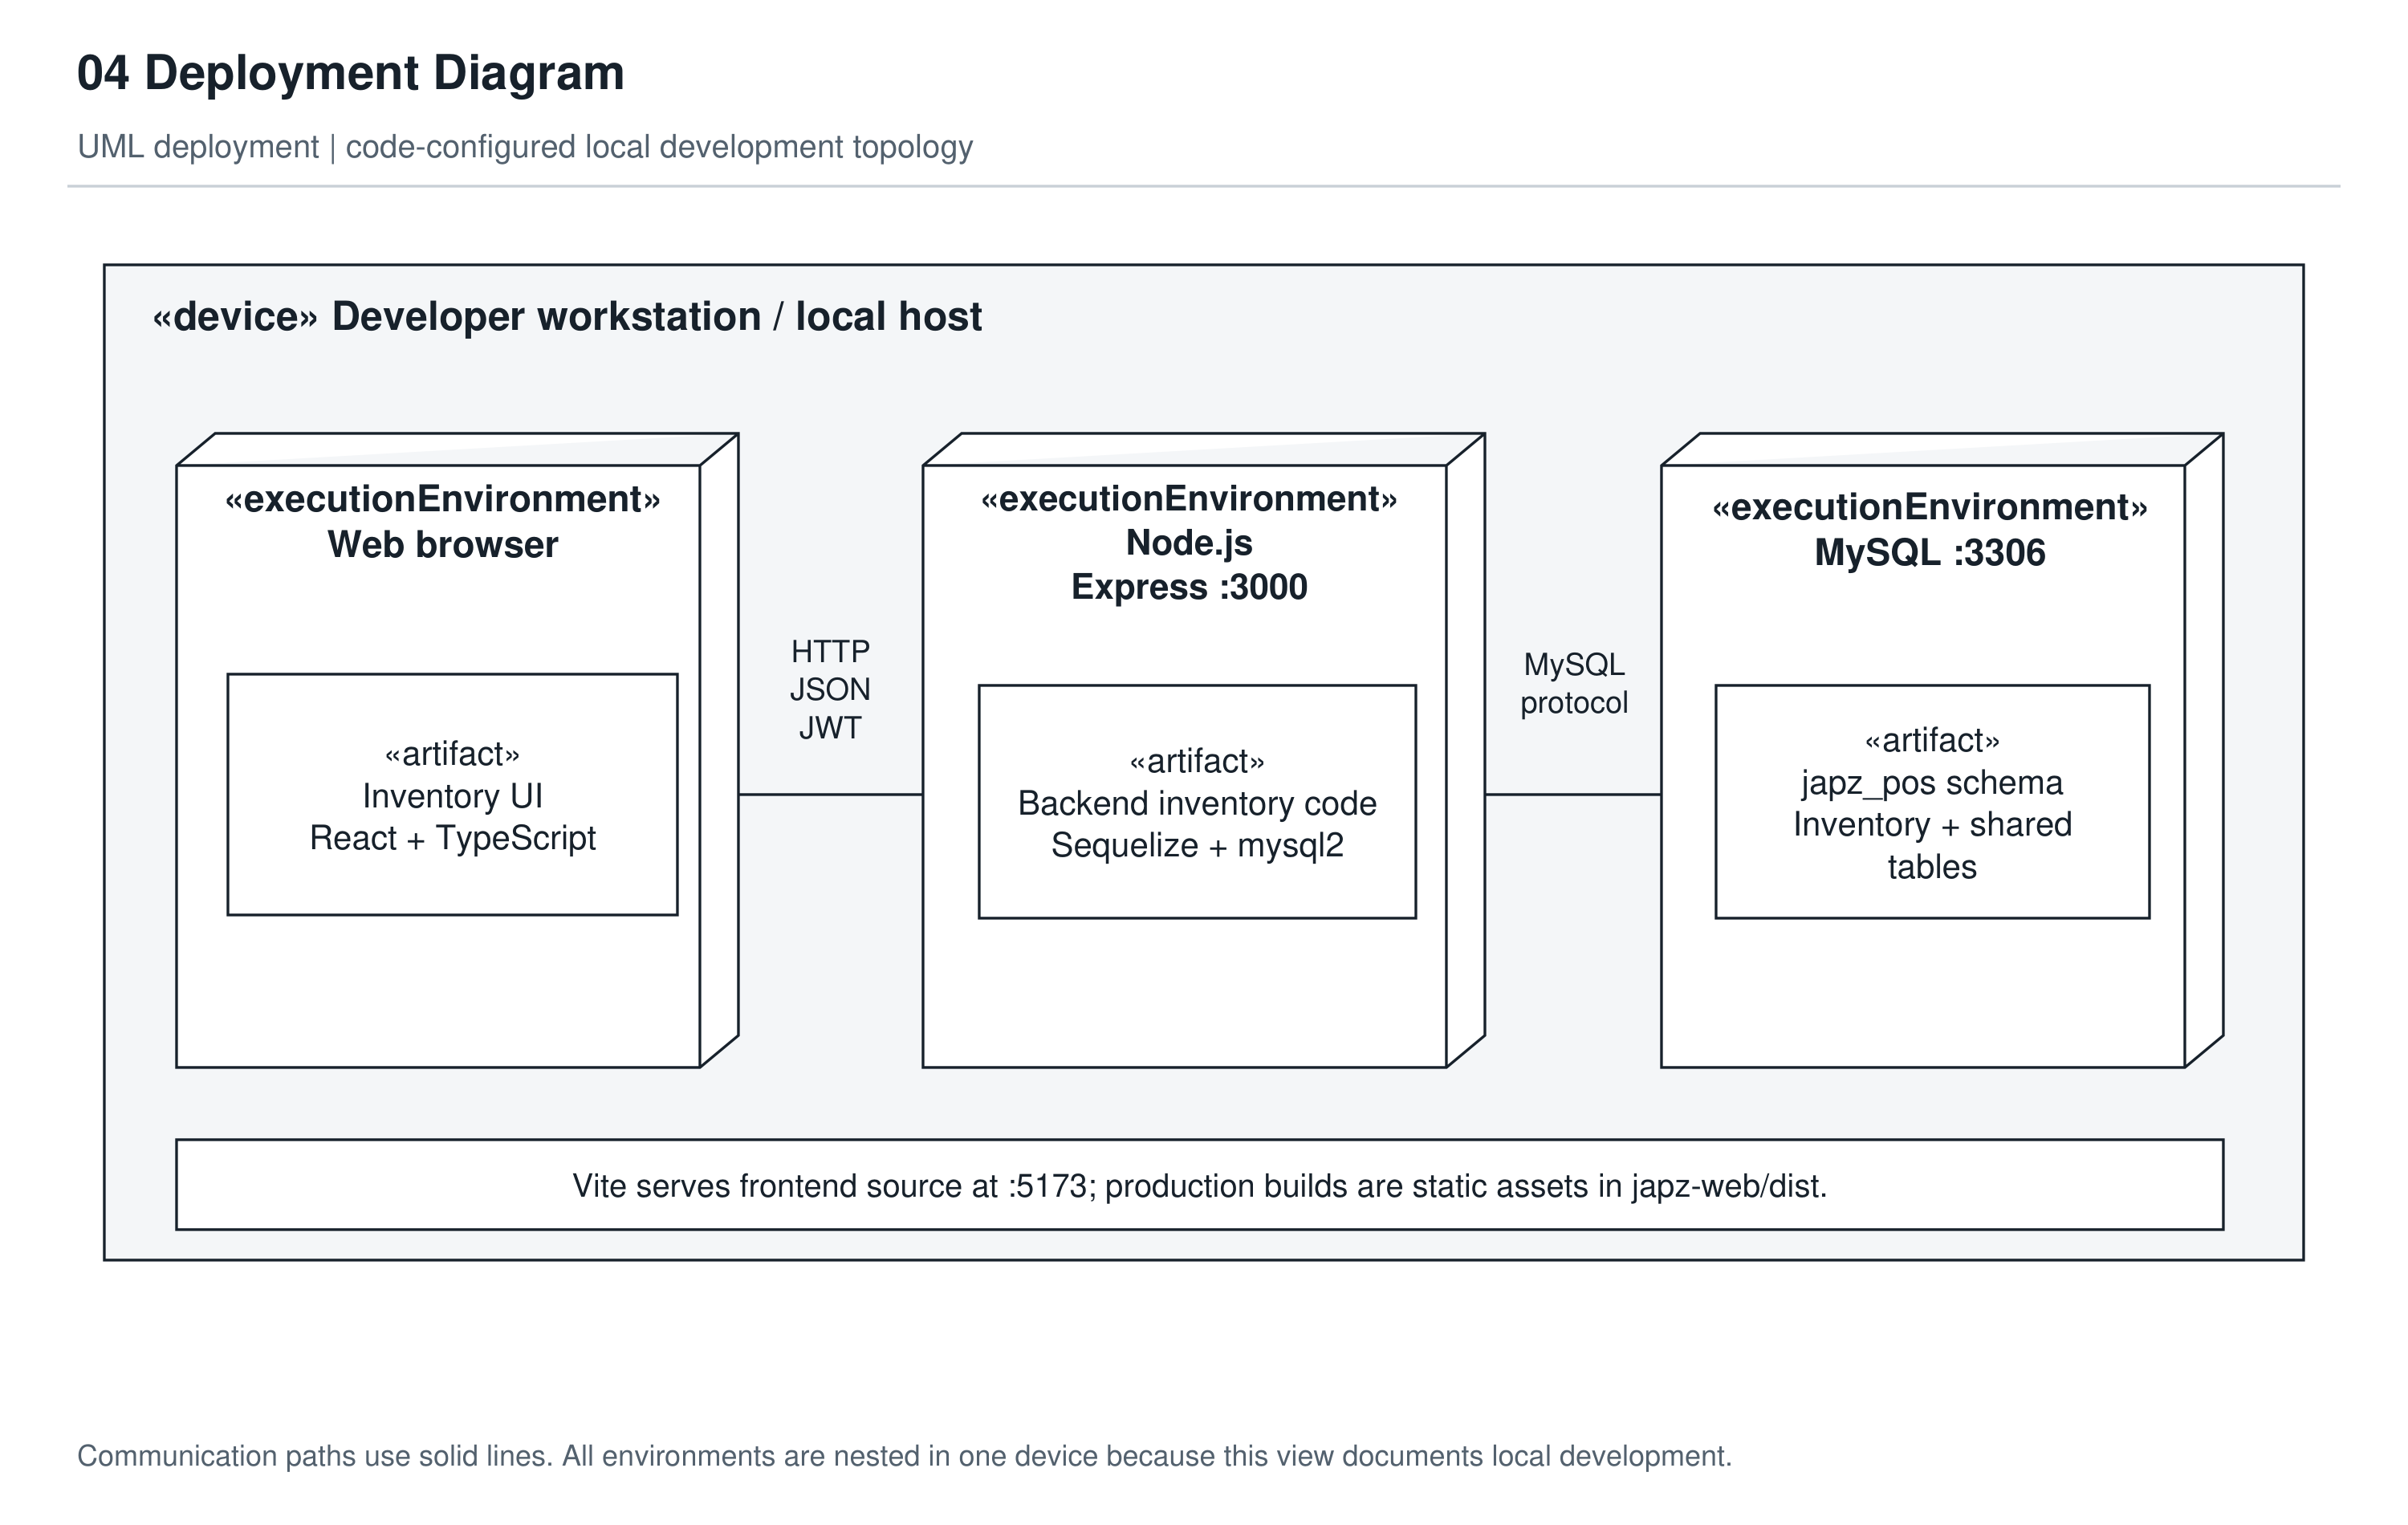 04 Deployment Diagram
UML deployment | code-configured local development topology
«device» Developer workstation / local host
«executionEnvironment»
Web browser
«artifact»
Inventory UI
React + TypeScript
HTTP
JSON
JWT
«executionEnvironment»
Node.js
Express :3000
«artifact»
Backend inventory code
Sequelize + mysql2
MySQL
protocol
«executionEnvironment»
MySQL :3306
«artifact»
japz_pos schema
Inventory + shared
tables
Vite serves frontend source at :5173; production builds are static assets in japz-web/dist.
Communication paths use solid lines. All environments are nested in one device because this view documents local development.